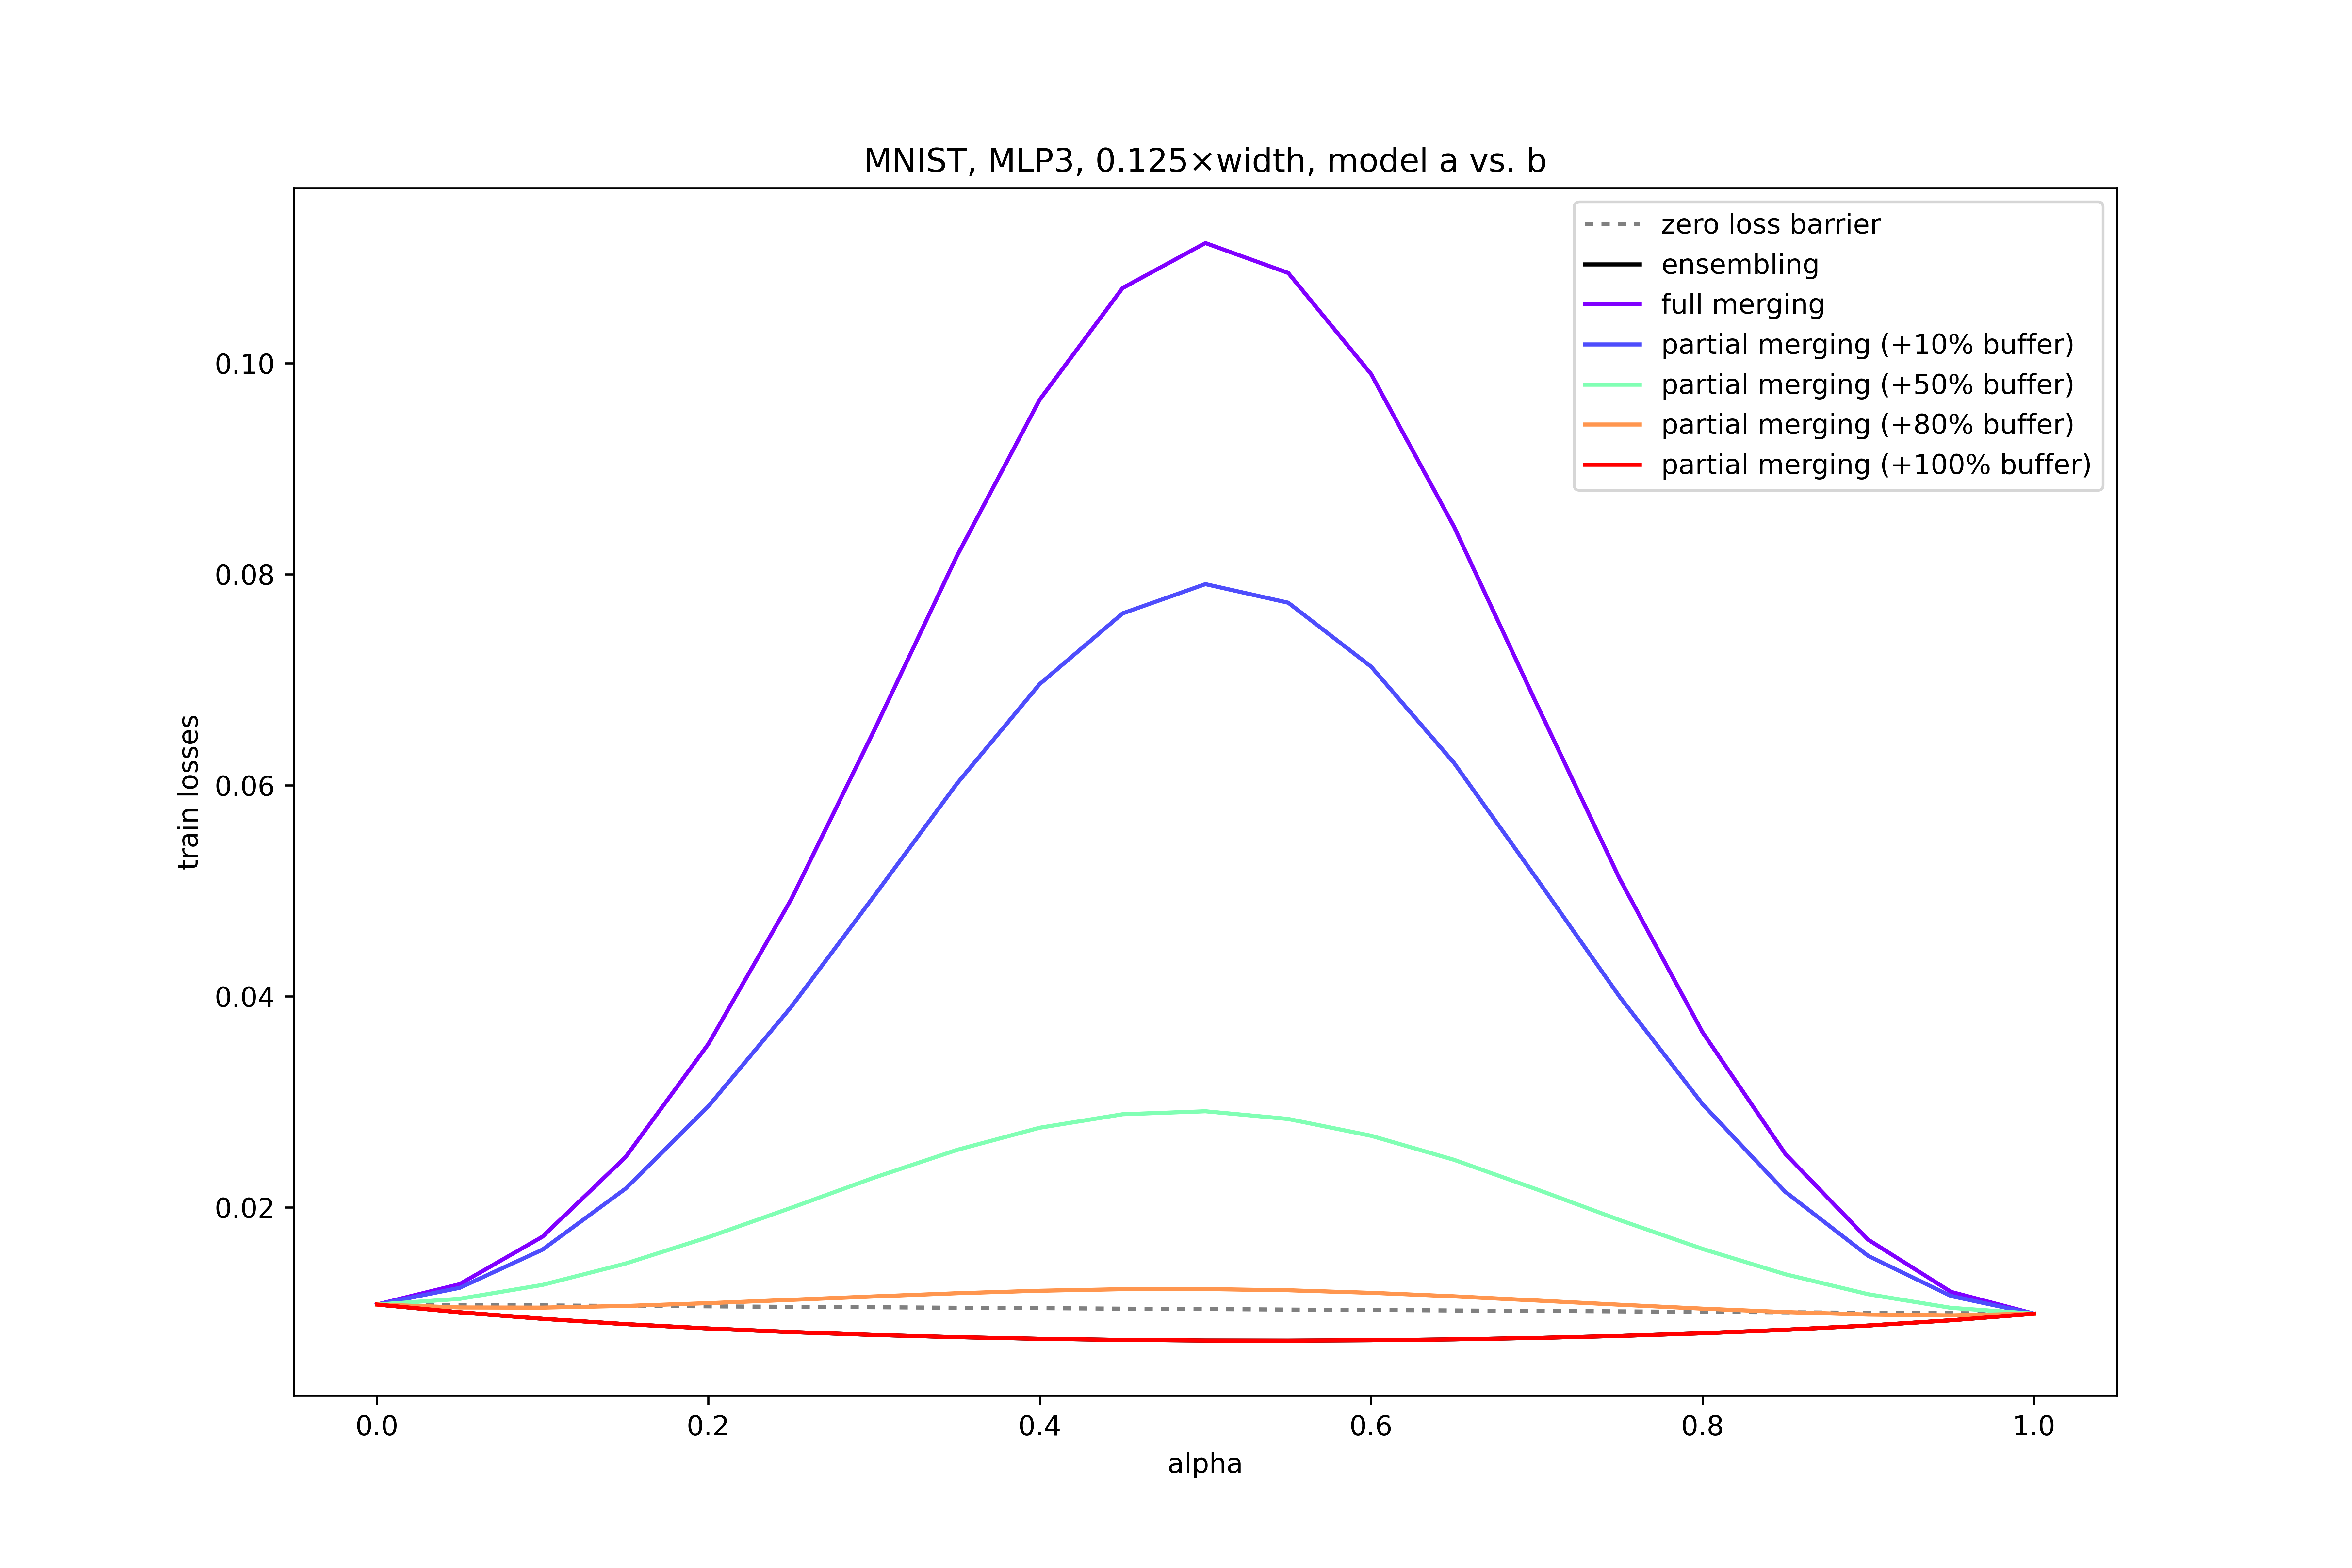 MNIST, MLP3, 0.125×width, model a vs. b
zero loss barrier
ensembling
full merging
partial merging (+10% buffer)
partial merging (+50% buffer)
partial merging (+80% buffer)
partial merging (+100% buffer)
train losses
0.10
0.08
0.06
0.04
0.02
0.0
0.2
0.4
0.6
0.8
1.0
alpha